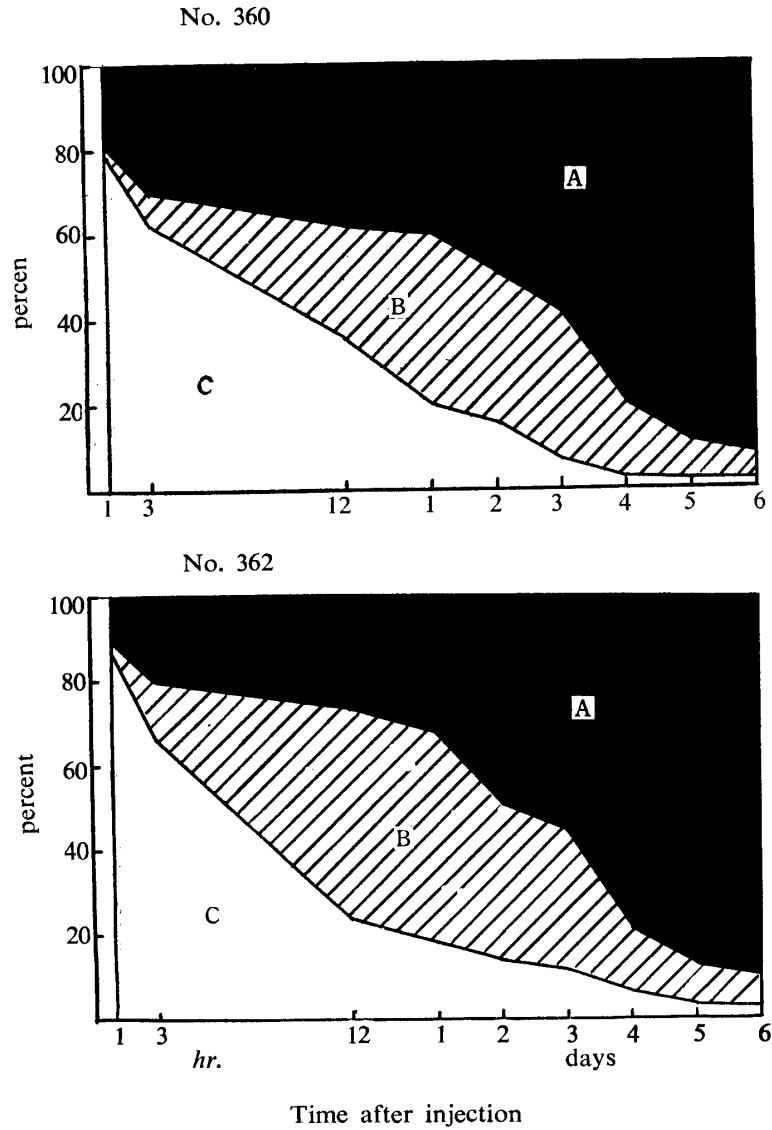 No. 360
100
80
60
40
20
percen
A
B
C
1 3 12 1 2 3 4 5 6
No. 362
100
80
60
40
20
percent
A
B
C
1 3 12 1 2 3 4 5 6
hr. days
Time after injection